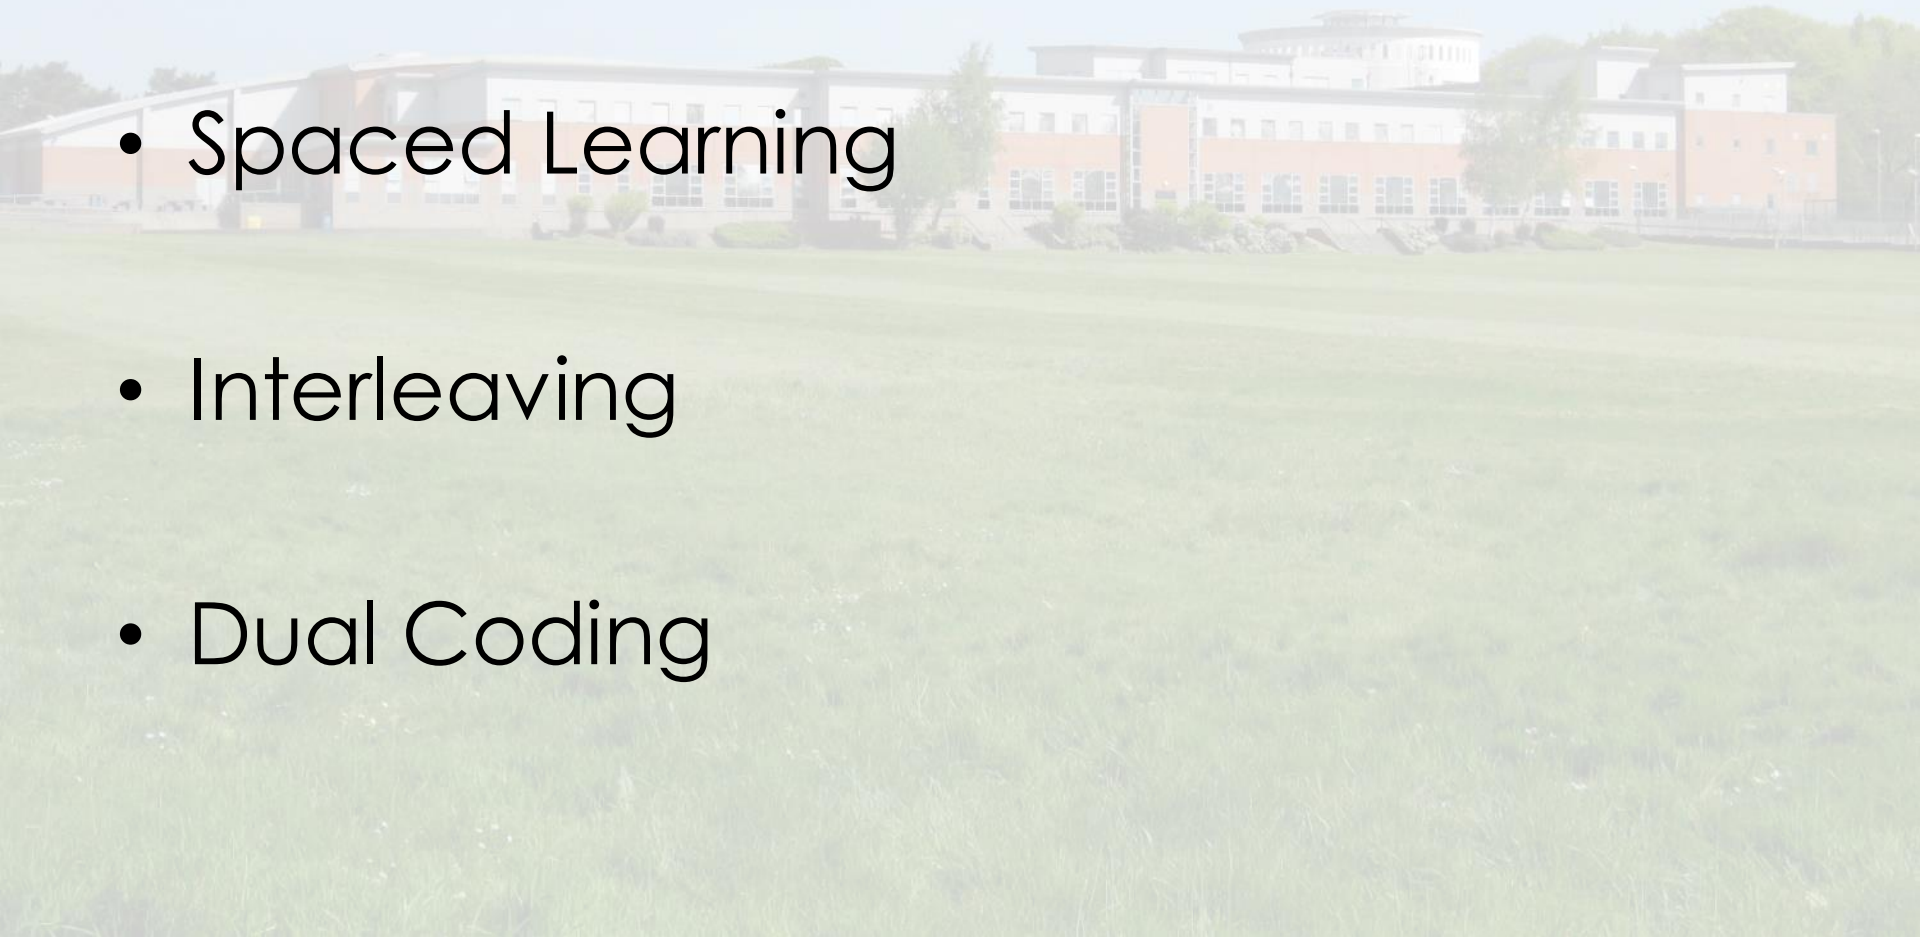 • Spaced Learning
• Interleaving
• Dual Coding